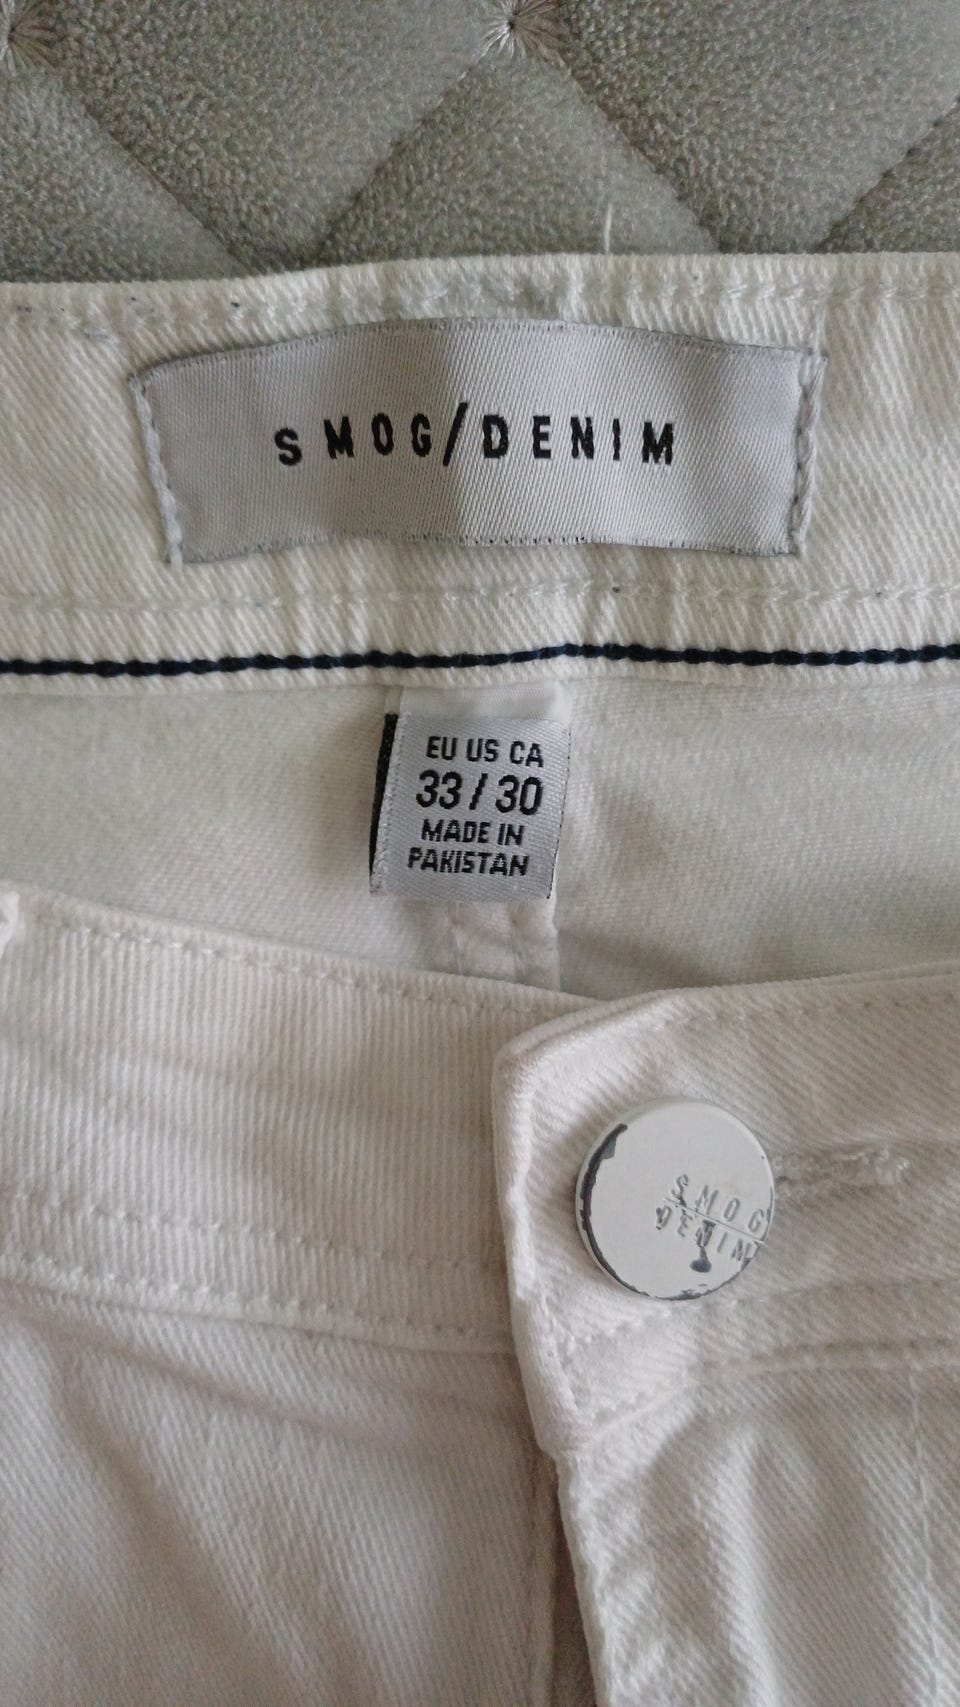 SMOG/DENIM
EU US CA
33/30
MADE IN
PAKISTAN
SMOG
DENIM